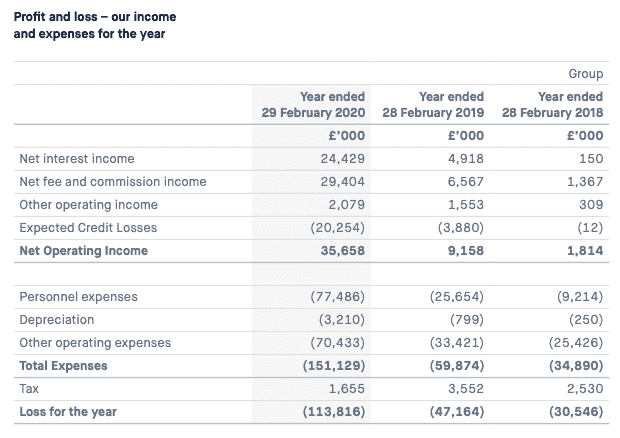 Profit and loss – our income
and expenses for the year
Group
Year ended Year ended Year ended
29 February 2020 28 February 2019 28 February 2018
£'000 £'000 £'000
Net interest income 24,429 4,918 150
Net fee and commission income 29,404 6,567 1,367
Other operating income 2,079 1,553 309
Expected Credit Losses (20,254) (3,880) (12)
Net Operating Income 35,658 9,158 1,814
Personnel expenses (77,486) (25,654) (9,214)
Depreciation (3,210) (799) (250)
Other operating expenses (70,433) (33,421) (25,426)
Total Expenses (151,129) (59,874) (34,890)
Tax 1,655 3,552 2,530
Loss for the year (113,816) (47,164) (30,546)